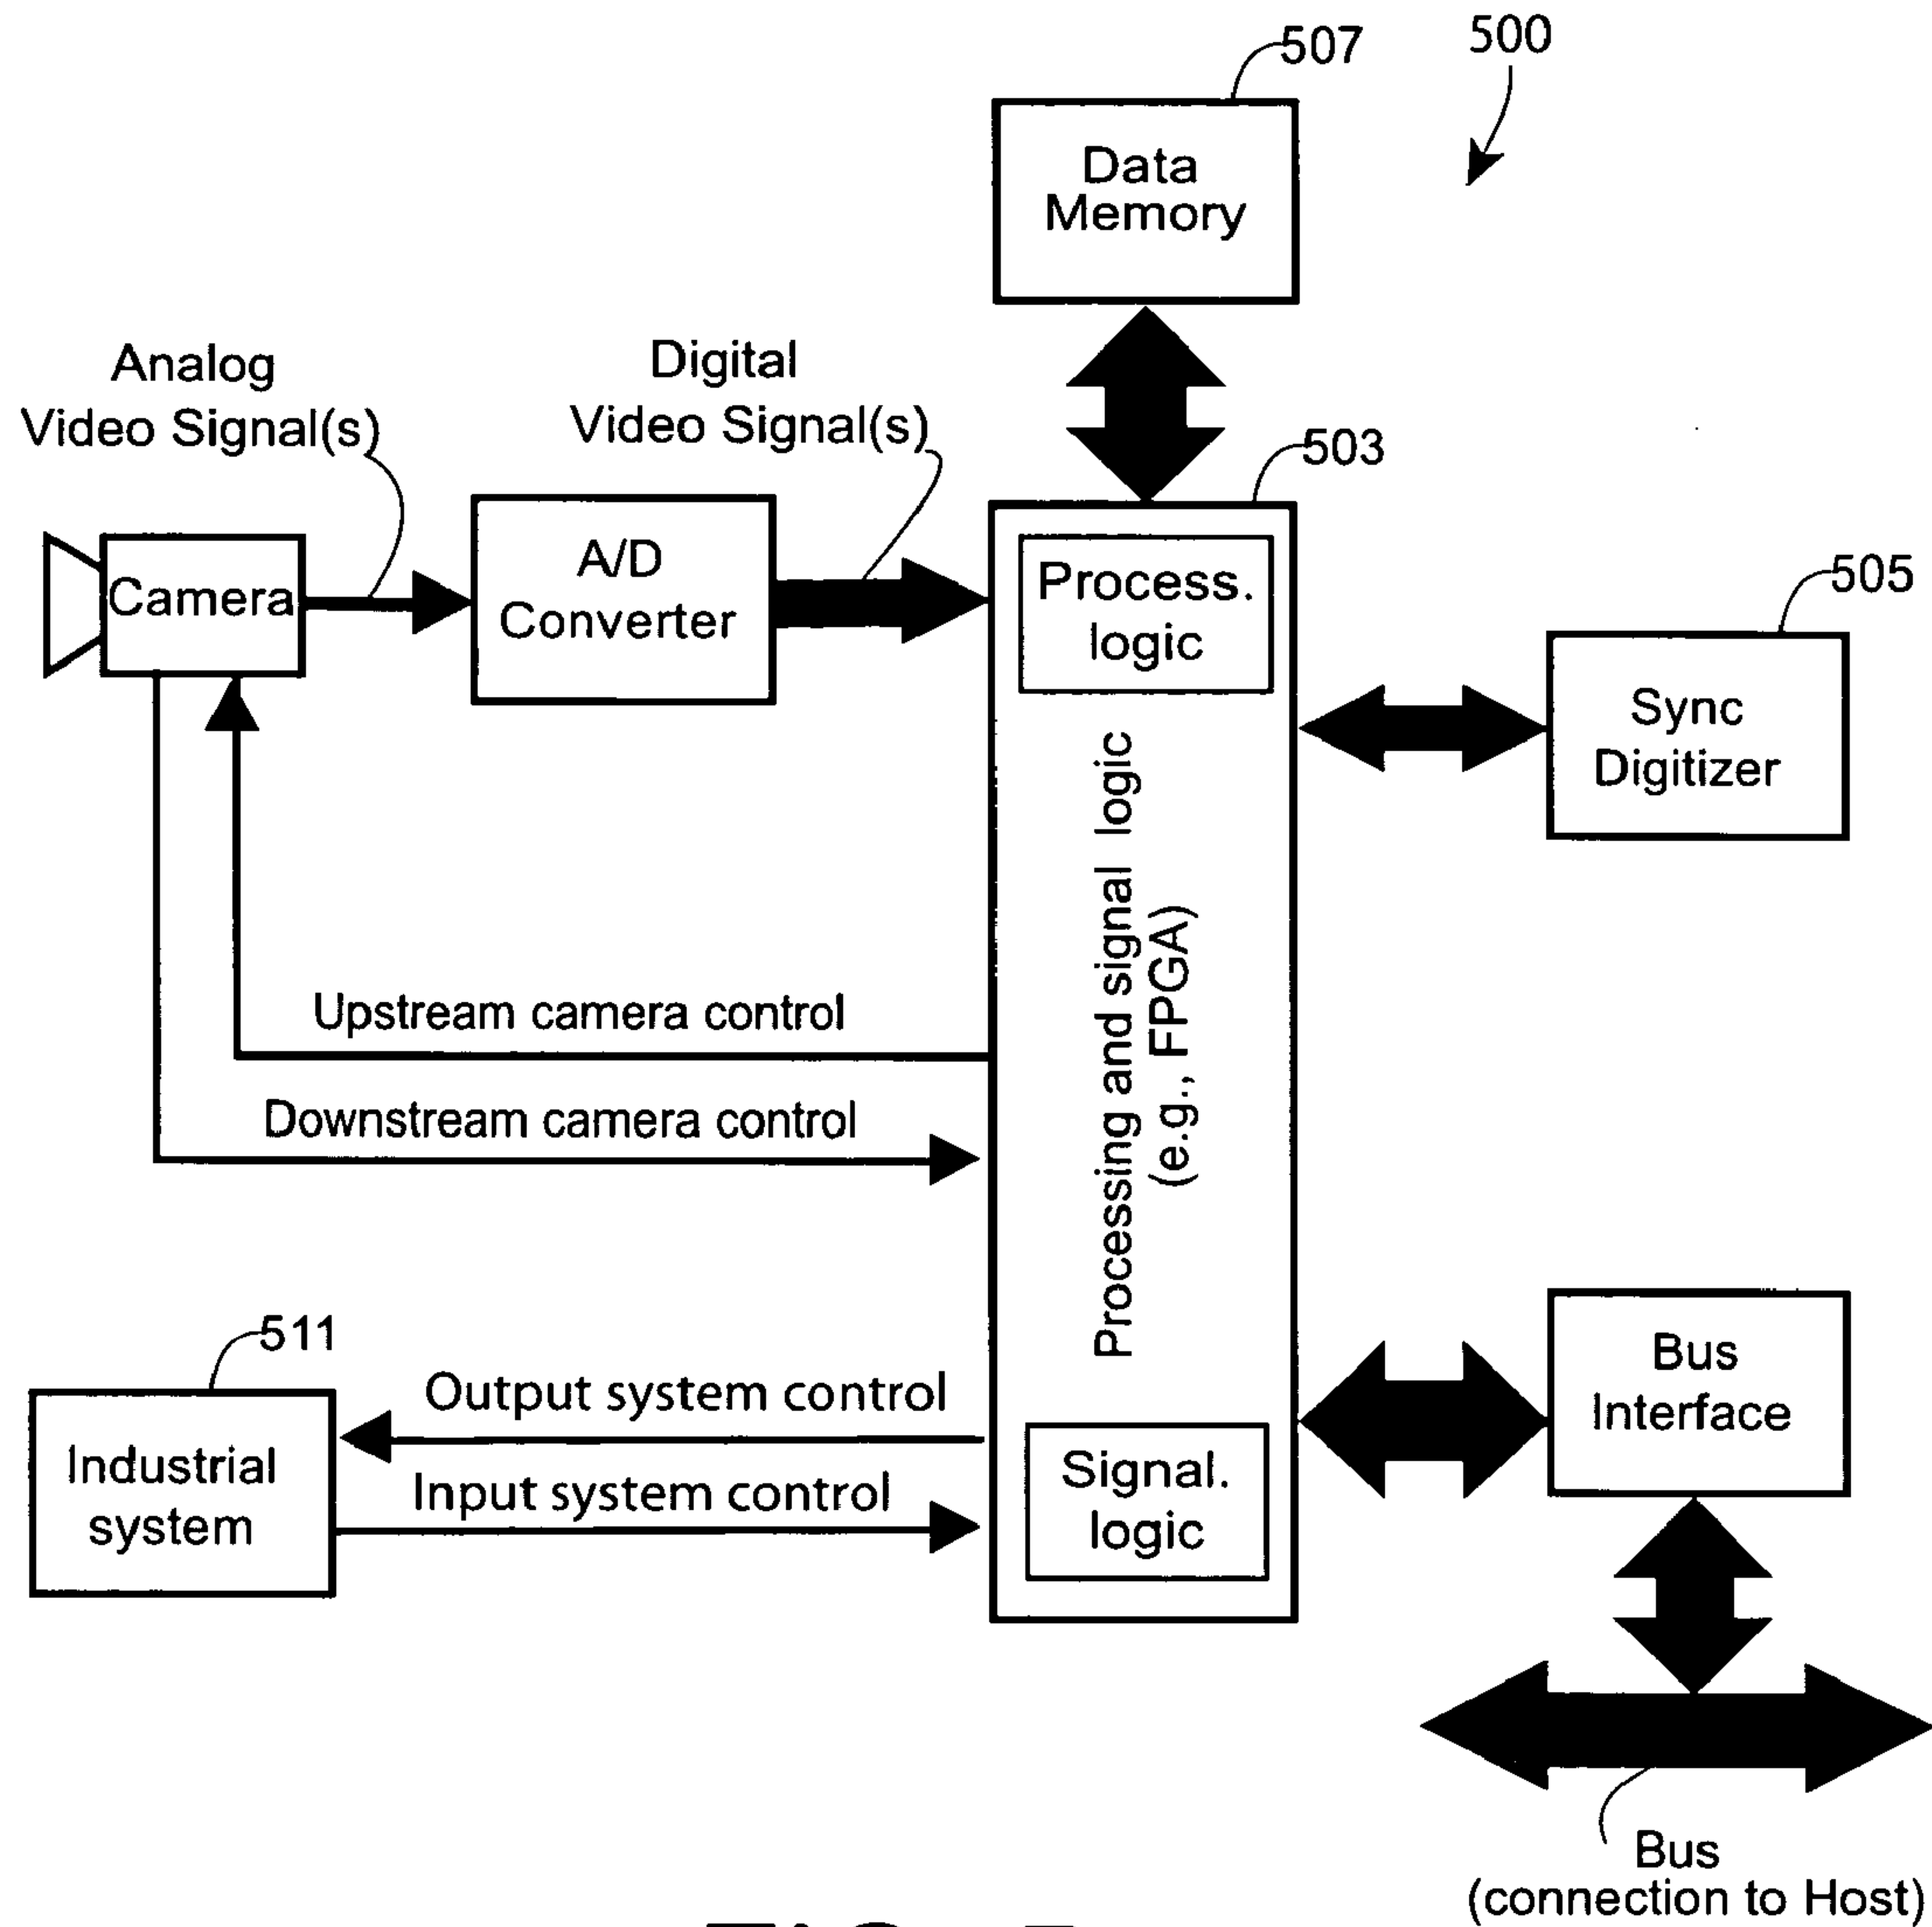 507
500
Data
Memory
Analog
Video Signal(s)
Digital
Video Signal(s)
503
Camera
A/D
Converter
Process.
logic
505
Sync
Digitizer
Processing and signal logic
(e.g., FPGA)
Upstream camera control
Downstream camera control
511
Industrial
system
Output system control
Input system control
Signal.
logic
Bus
Interface
Bus
(connection to Host)